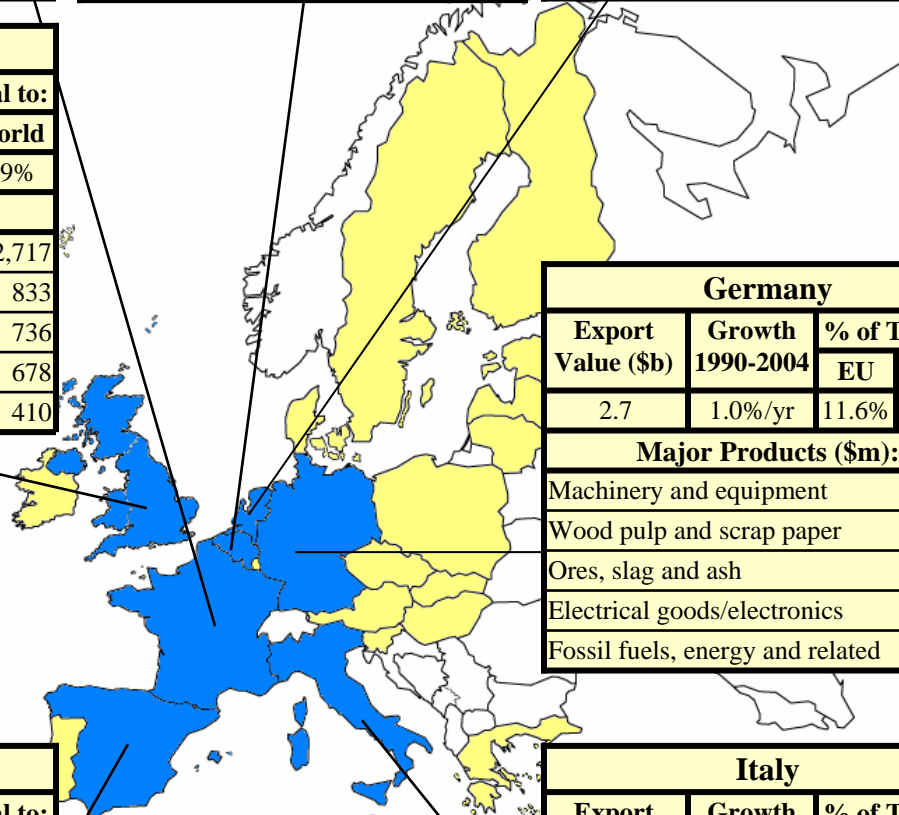 al to:
orld
9%
2,717
833
736
678
410
Germany
Export Value ($b)
Growth 1990-2004
% of T
EU
2.7
1.0%/yr
11.6%
Major Products ($m):
Machinery and equipment
Wood pulp and scrap paper
Ores, slag and ash
Electrical goods/electronics
Fossil fuels, energy and related
al to:
Italy
Export
Growth
% of T